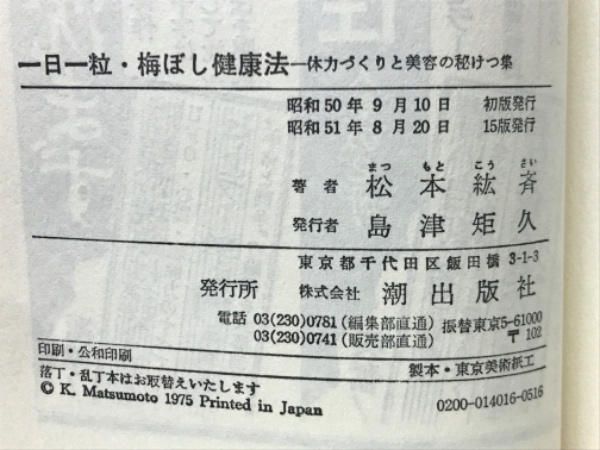 一日一粒・梅ぼし健康法―体力づくりと美容の秘けつ集
昭和50年9月10日 初版発行
昭和51年8月20日 15版発行
まつ もと こう さい
著者 松本紘斉
発行者 島津矩久
東京都千代田区飯田橋 3-1-3
発行所 株式会社 潮出版社
電話 03(230)0781(編集部直通) 振替東京5-61000
03(230)0741(販売部直通) 〒102
印刷・公和印刷
製本・東京美術紙工
落丁・乱丁本はお取替えいたします
© K. Matsumoto 1975 Printed in Japan
0200-014016-0516